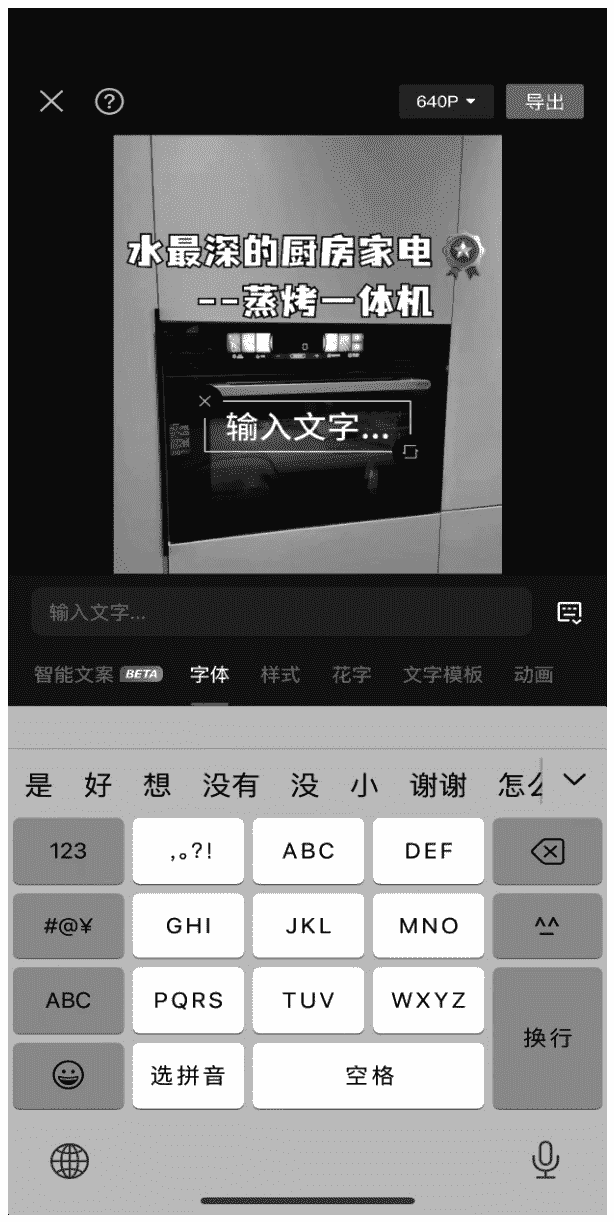 640P
导出
水最深的厨房家电
--蒸烤一体机
输入文字...
输入文字...
智能文案 BETA 字体 样式 花字 文字模板 动画
是 好 想 没有 没 小 谢谢 怎么
123 ,。?! ABC DEF
#@¥ GHI JKL MNO ^^
ABC PQRS TUV WXYZ 换行
选拼音 空格